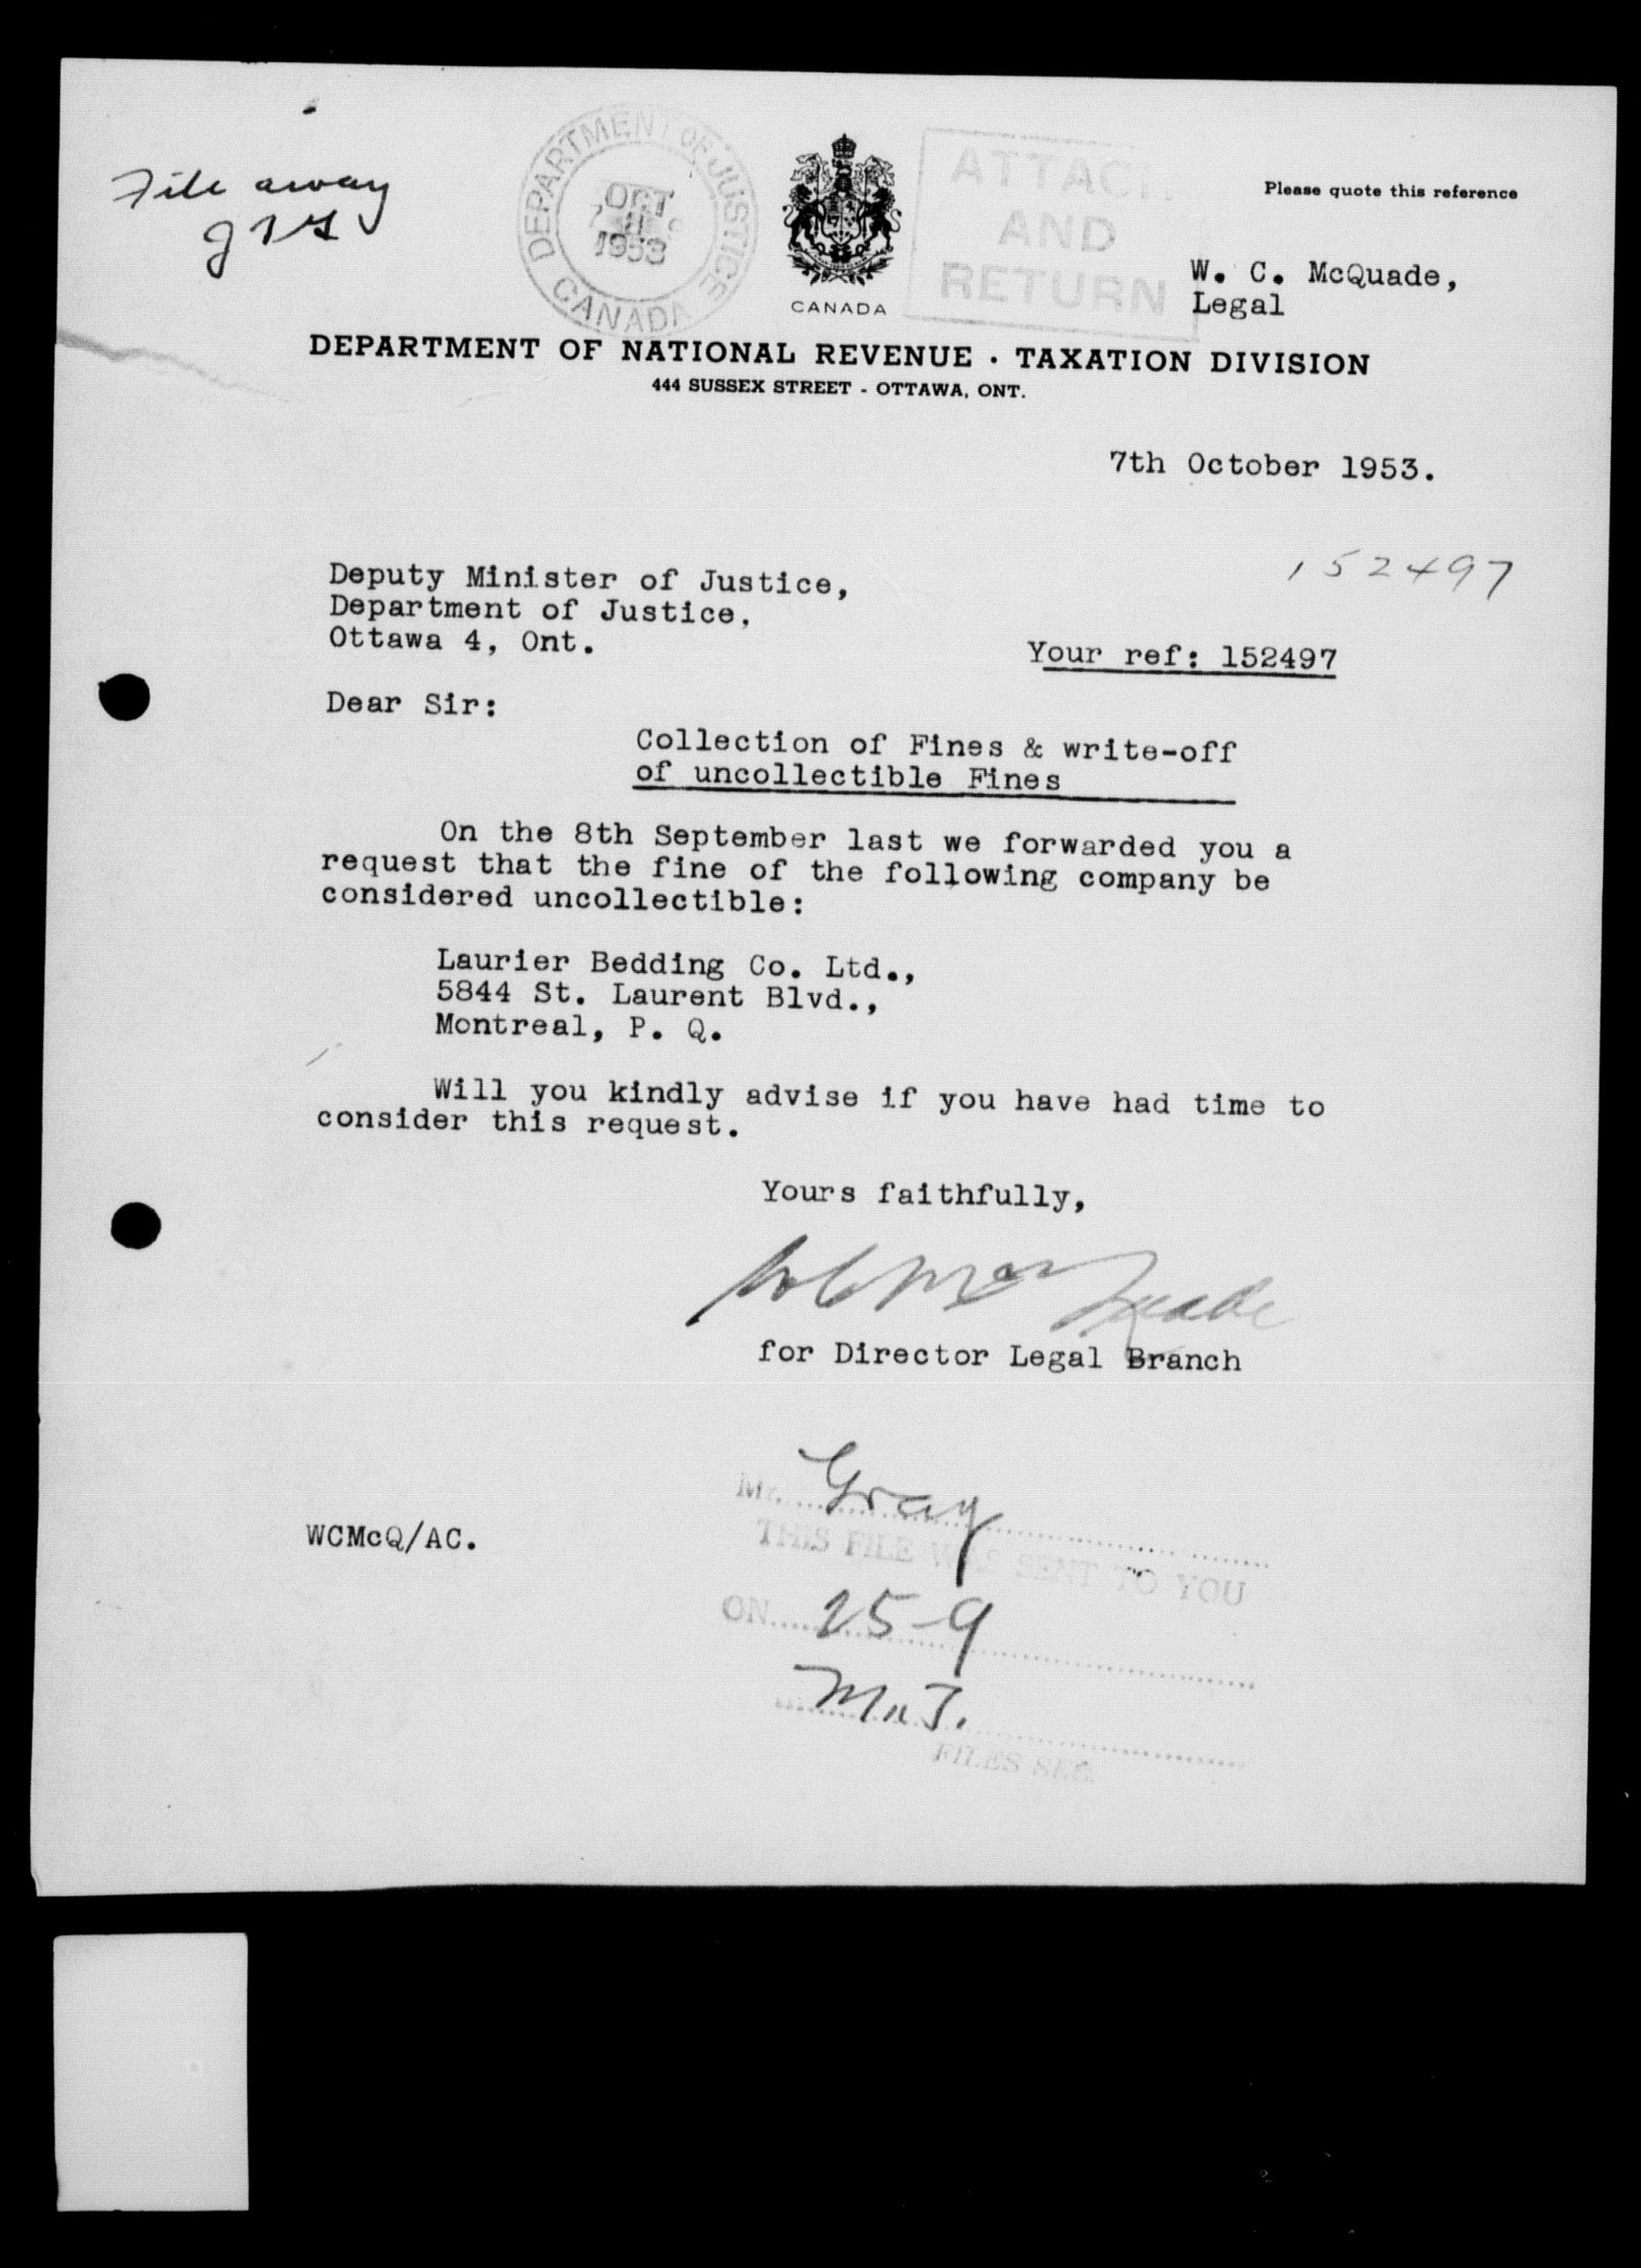 File away
DEPARTMENT OF JUSTICE
OCT
1953
CANADA
CANADA
ATTACH
AND
RETURN
Please quote this reference
W. C. McQuade,
Legal
DEPARTMENT OF NATIONAL REVENUE · TAXATION DIVISION
444 SUSSEX STREET - OTTAWA, ONT.
7th October 1953.
152497
Deputy Minister of Justice,
Department of Justice,
Ottawa 4, Ont.
Your ref: 152497
Dear Sir:
Collection of Fines & write-off
of uncollectible Fines
On the 8th September last we forwarded you a
request that the fine of the following company be
considered uncollectible:
Laurier Bedding Co. Ltd.,
5844 St. Laurent Blvd.,
Montreal, P. Q.
Will you kindly advise if you have had time to
consider this request.
Yours faithfully,
WC McQuade
for Director Legal Branch
Mr. Gray
THIS FILE WAS SENT TO YOU
WCMcQ/AC.
ON 25-9
FILES SEC.